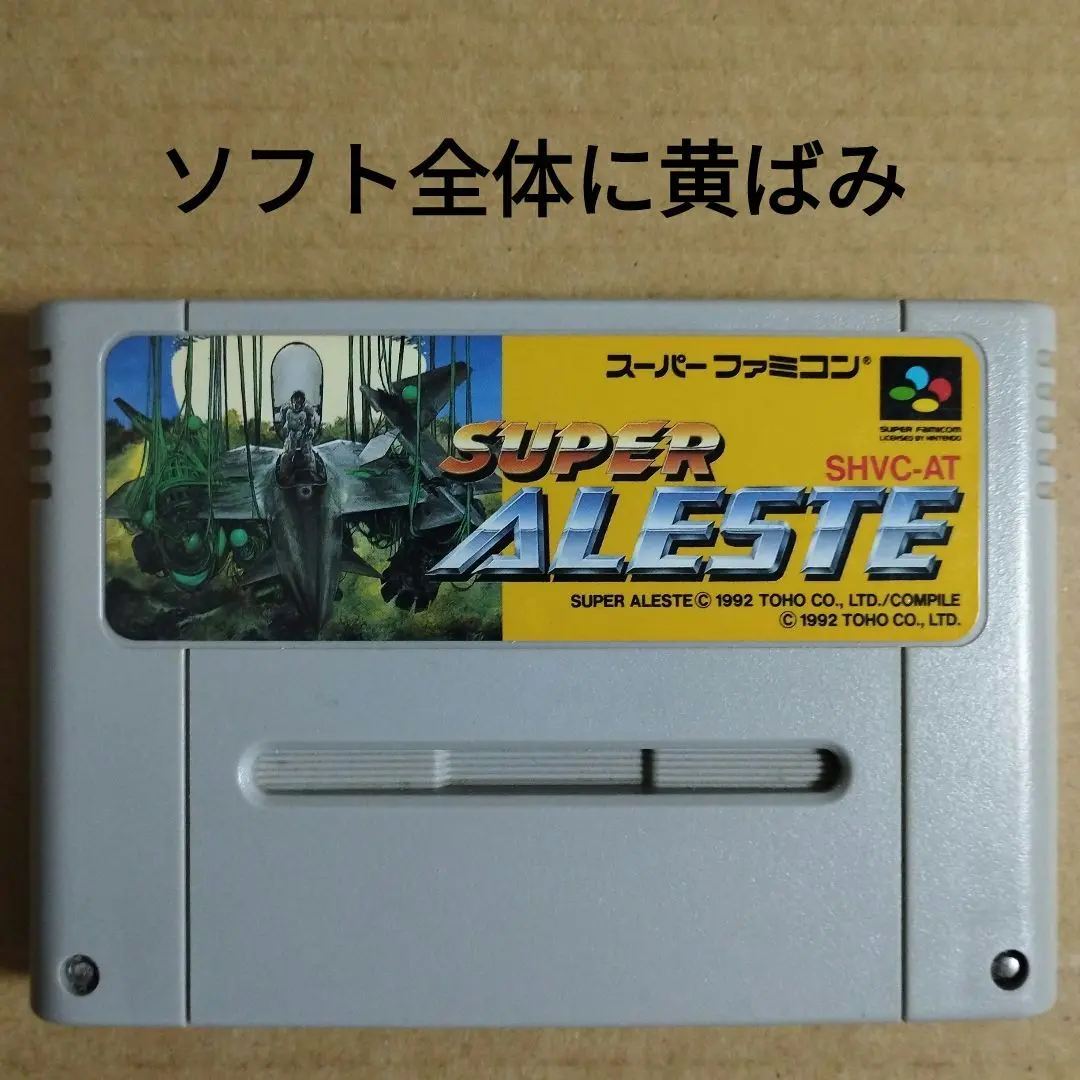 ソフト全体に黄ばみ
スーパーファミコン®
SUPER FAMICOM
LICENSED BY NINTENDO
SUPER
SHVC-AT
ALESTE
SUPER ALESTE© 1992 TOHO CO., LTD./COMPILE
© 1992 TOHO CO., LTD.